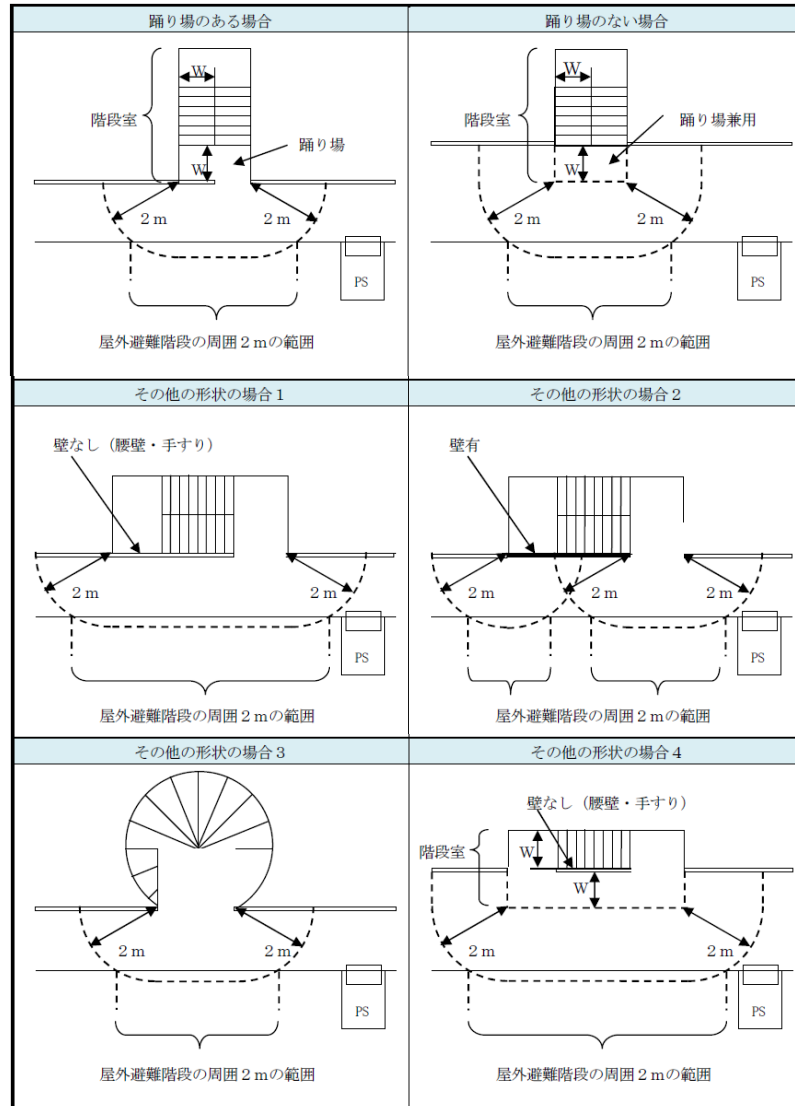 踊り場のある場合
W
階段室
踊り場
W
2m
2m
PS
屋外避難階段の周囲2mの範囲
踊り場のない場合
W
階段室
踊り場兼用
W
2m
2m
PS
屋外避難階段の周囲2mの範囲
その他の形状の場合1
壁なし(腰壁・手すり)
2m
2m
PS
屋外避難階段の周囲2mの範囲
その他の形状の場合2
壁有
2m
2m
2m
PS
屋外避難階段の周囲2mの範囲
その他の形状の場合3
2m
2m
PS
屋外避難階段の周囲2mの範囲
その他の形状の場合4
壁なし(腰壁・手すり)
階段室
W
W
2m
2m
PS
屋外避難階段の周囲2mの範囲